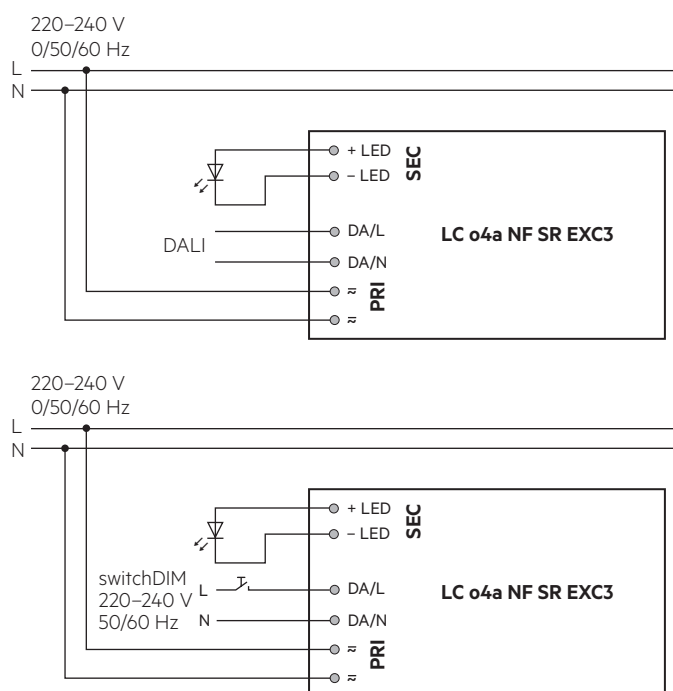 220–240 V
0/50/60 Hz
L
N
+ LED
– LED
SEC
DALI
DA/L
DA/N
LC o4a NF SR EXC3
PRI
220–240 V
0/50/60 Hz
L
N
+ LED
– LED
SEC
switchDIM
220–240 V
50/60 Hz
L
N
DA/L
DA/N
LC o4a NF SR EXC3
PRI